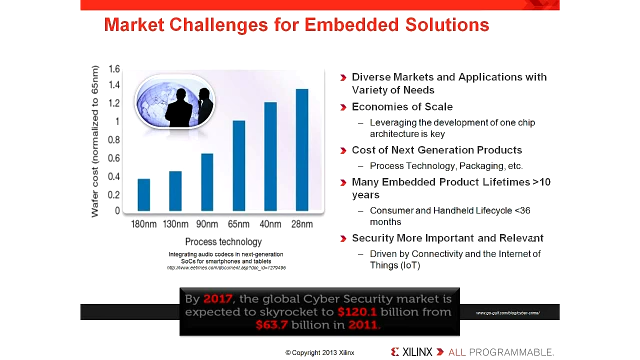 Market Challenges for Embedded Solutions
Wafer cost (normalized to 65nm)
1.6
1.4
1.2
1
0.8
0.6
0.4
0.2
0
180nm 130nm 90nm 65nm 40nm 28nm
Process technology
Integrating audio codecs in next-generation
SoCs for smartphones and tablets
Diverse Markets and Applications with
Variety of Needs
Economies of Scale
– Leveraging the development of one chip
architecture is key
Cost of Next Generation Products
– Process Technology, Packaging, etc.
Many Embedded Product Lifetimes >10
years
– Consumer and Handheld Lifecycle <36
months
Security More Important and Relevant
– Driven by Connectivity and the Internet of
Things (IoT)
By 2017, the global Cyber Security market is
expected to skyrocket to $120.1 billion from
$63.7 billion in 2011.
© Copyright 2013 Xilinx
XILINX ALL PROGRAMMABLE.